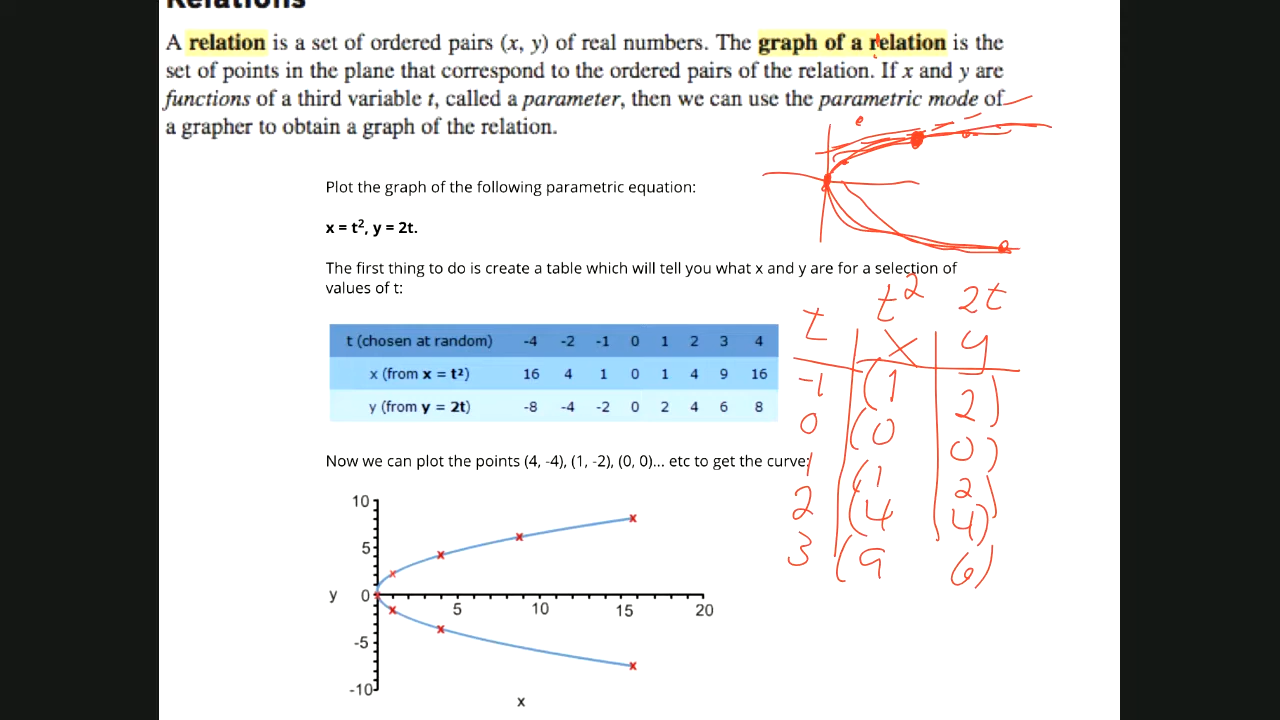 Relations
A relation is a set of ordered pairs (x, y) of real numbers. The graph of a relation is the
set of points in the plane that correspond to the ordered pairs of the relation. If x and y are
functions of a third variable t, called a parameter, then we can use the parametric mode of
a grapher to obtain a graph of the relation.
Plot the graph of the following parametric equation:
x = t², y = 2t.
The first thing to do is create a table which will tell you what x and y are for a selection of
values of t:
t (chosen at random) -4 -2 -1 0 1 2 3 4
x (from x = t²) 16 4 1 0 1 4 9 16
y (from y = 2t) -8 -4 -2 0 2 4 6 8
Now we can plot the points (4, -4), (1, -2), (0, 0)... etc to get the curve:
10
5
y 0
5 10 15 20
-5
-10
x
t² 2t
t x y
-1 (1 2)
0 (0 0)
1 (1 2)
2 (4 4)
3 (9 6)